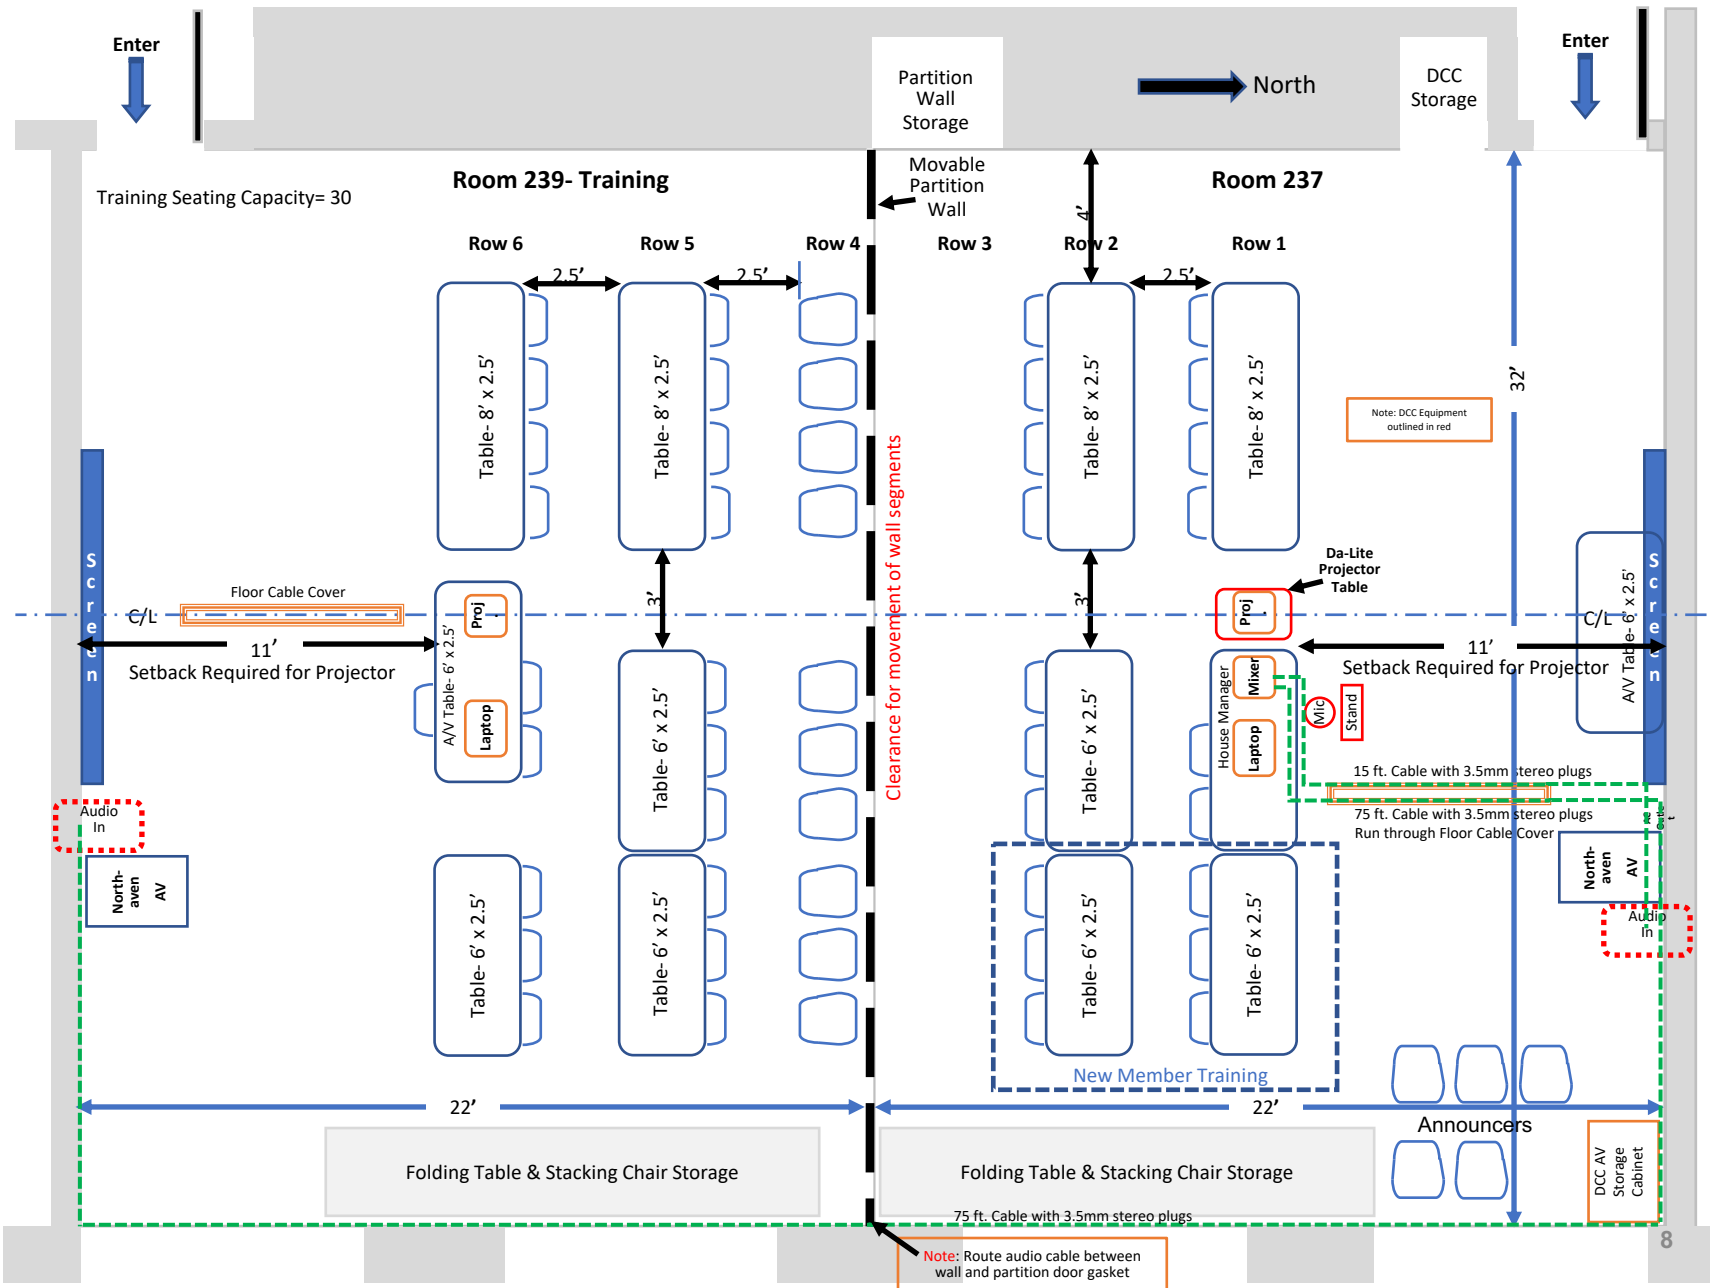 Enter
Enter
Partition
Wall
Storage
North
DCC
Storage
Room 239- Training
Movable
Partition
Wall
Room 237
Training Seating Capacity= 30
4’
Row 6
Row 5
Row 4
Row 3
Row 2
Row 1
2.5’
2.5’
2.5’
Table- 8’ x 2.5’
Table- 8’ x 2.5’
Table- 8’ x 2.5’
Table- 8’ x 2.5’
32’
Note: DCC Equipment
outlined in red
Clearance for movement of wall segments
Screen
Screen
Da-Lite
Projector
Table
Floor Cable Cover
C/L
C/L
11’
Setback Required for Projector
11’
Setback Required for Projector
3’
3’
Proj.
Laptop
A/V Table- 6’ x 2.5’
Proj.
Mixer
Laptop
House Manager
Mic
Stand
A/V Table- 6’ x 2.5’
Table- 6’ x 2.5’
Table- 6’ x 2.5’
15 ft. Cable with 3.5mm stereo plugs
75 ft. Cable with 3.5mm stereo plugs
Run through Floor Cable Cover
Audio
In
North-
aven
AV
North-
aven
AV
Audio
In
Table- 6’ x 2.5’
Table- 6’ x 2.5’
Table- 6’ x 2.5’
Table- 6’ x 2.5’
New Member Training
22’
22’
Announcers
Folding Table & Stacking Chair Storage
Folding Table & Stacking Chair Storage
DCC AV
Storage
Cabinet
75 ft. Cable with 3.5mm stereo plugs
Note: Route audio cable between
wall and partition door gasket
8